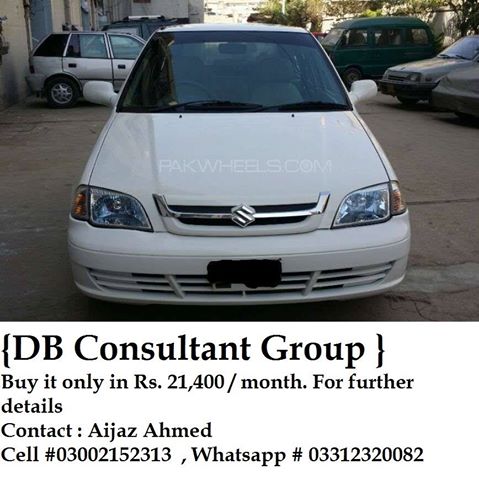 PAKWHEELS.COM
{DB Consultant Group }
Buy it only in Rs. 21,400 / month. For further
details
Contact : Aijaz Ahmed
Cell #03002152313  , Whatsapp # 03312320082